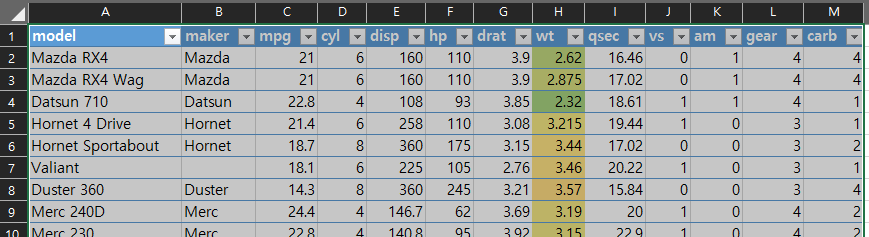 A B C D E F G H I J K L M
1 model maker mpg cyl disp hp drat wt qsec vs am gear carb
2 Mazda RX4 Mazda 21 6 160 110 3.9 2.62 16.46 0 1 4 4
3 Mazda RX4 Wag Mazda 21 6 160 110 3.9 2.875 17.02 0 1 4 4
4 Datsun 710 Datsun 22.8 4 108 93 3.85 2.32 18.61 1 1 4 1
5 Hornet 4 Drive Hornet 21.4 6 258 110 3.08 3.215 19.44 1 0 3 1
6 Hornet Sportabout Hornet 18.7 8 360 175 3.15 3.44 17.02 0 0 3 2
7 Valiant 18.1 6 225 105 2.76 3.46 20.22 1 0 3 1
8 Duster 360 Duster 14.3 8 360 245 3.21 3.57 15.84 0 0 3 4
9 Merc 240D Merc 24.4 4 146.7 62 3.69 3.19 20 1 0 4 2
10 Merc 230 Merc 22.8 4 140.8 95 3.92 3.15 22.9 1 0 4 2